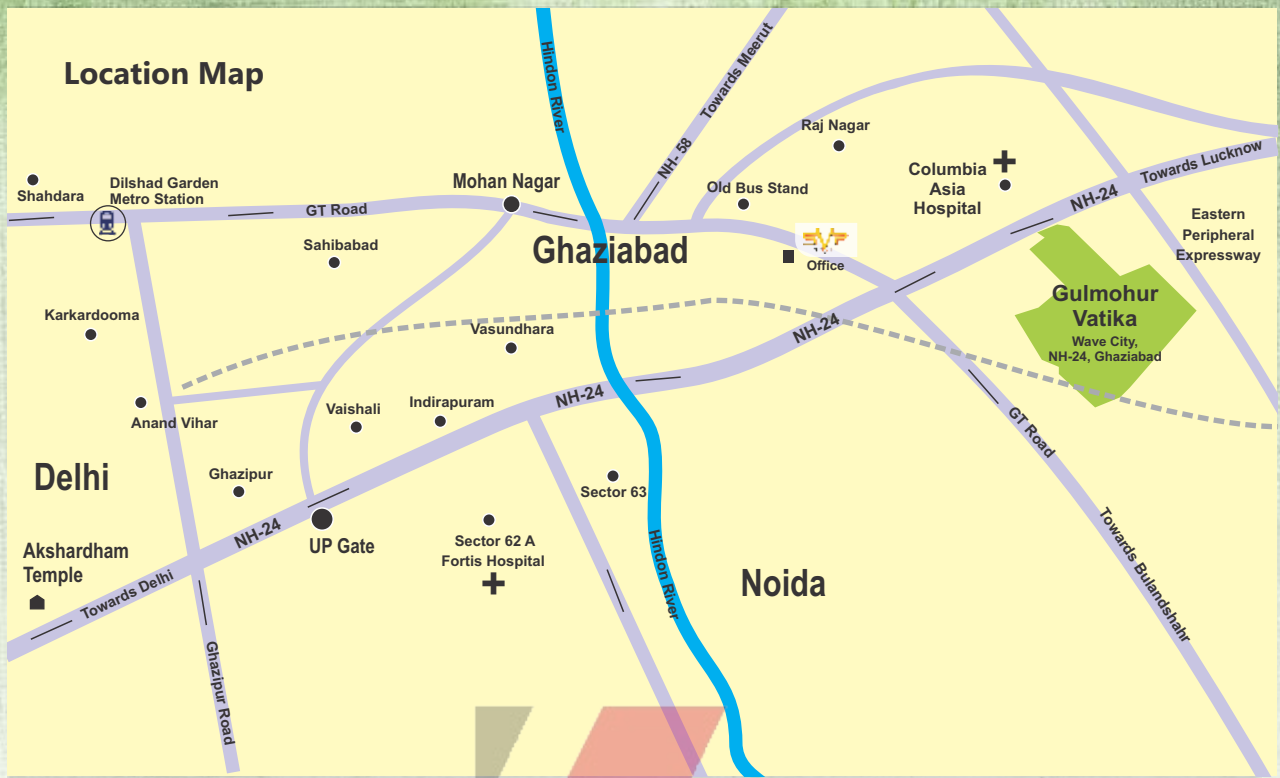 Location Map
Hindon River
Towards Meerut
NH- 58
Raj Nagar
Columbia
Asia
Hospital
Towards Lucknow
NH-24
Shahdara
Dilshad Garden
Metro Station
Mohan Nagar
GT Road
Old Bus Stand
Eastern
Peripheral
Expressway
Sahibabad
Ghaziabad
Office
Karkardooma
Vasundhara
NH-24
Gulmohur
Vatika
Wave City,
NH-24, Ghaziabad
Anand Vihar
Vaishali
Indirapuram
NH-24
GT Road
Delhi
Ghazipur
Sector 63
NH-24
UP Gate
Sector 62 A
Fortis Hospital
Akshardham
Temple
Towards Delhi
Hindon River
Noida
Towards Bulandshahr
Ghazipur Road